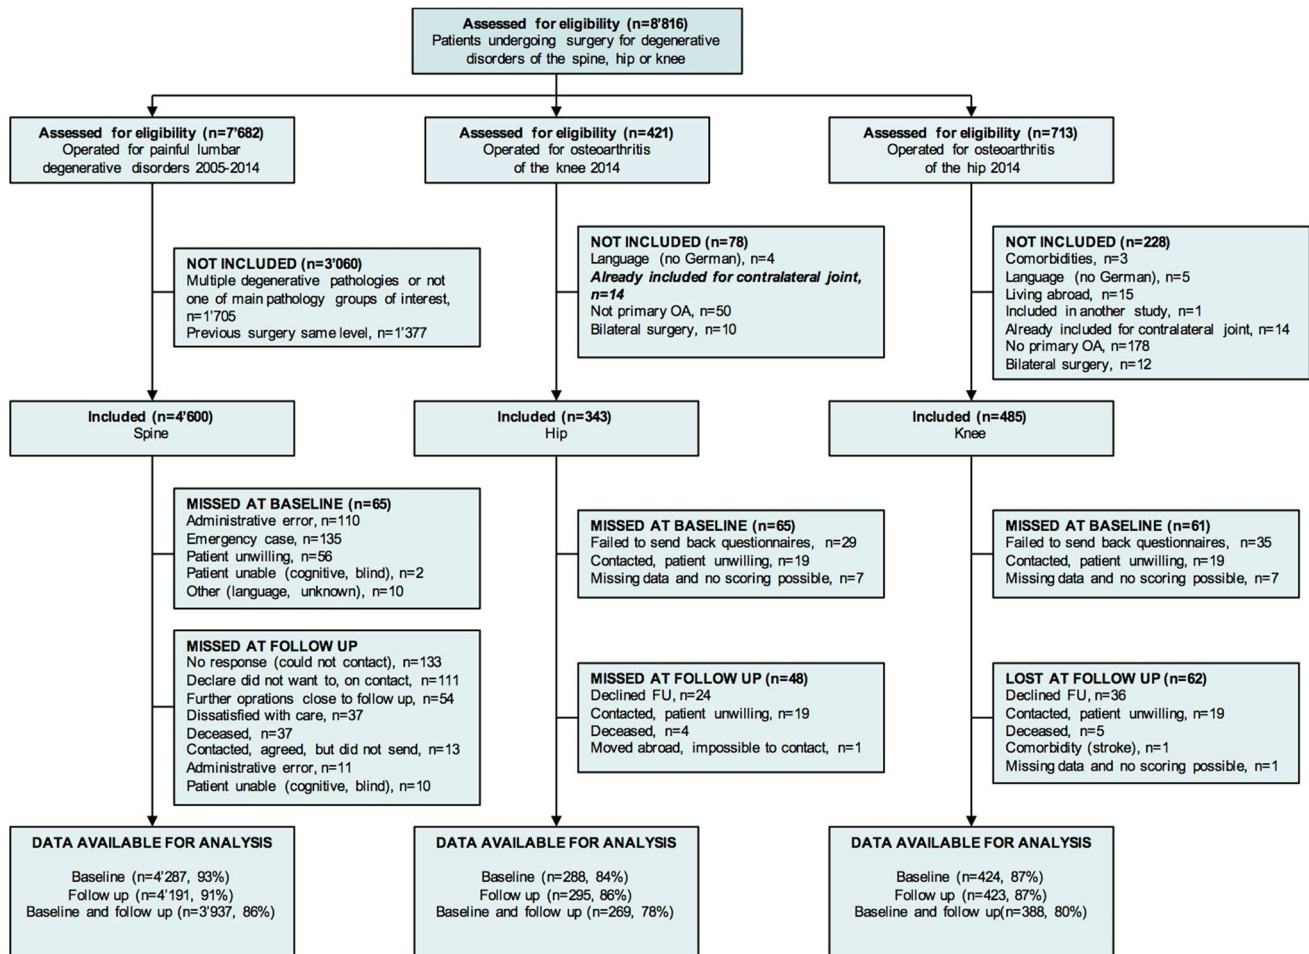 Assessed for eligibility (n=8'816)
Patients undergoing surgery for degenerative
disorders of the spine, hip or knee
Assessed for eligibility (n=7'682)
Operated for painful lumbar
degenerative disorders 2005-2014
Assessed for eligibility (n=421)
Operated for osteoarthritis
of the knee 2014
Assessed for eligibility (n=713)
Operated for osteoarthritis
of the hip 2014
NOT INCLUDED (n=3'060)
Multiple degenerative pathologies or not
one of main pathology groups of interest,
n=1'705
Previous surgery same level, n=1'377
NOT INCLUDED (n=78)
Language (no German), n=4
Already included for contralateral joint,
n=14
Not primary OA, n=50
Bilateral surgery, n=10
NOT INCLUDED (n=228)
Comorbidities, n=3
Language (no German), n=5
Living abroad, n=15
Included in another study, n=1
Already included for contralateral joint, n=14
No primary OA, n=178
Bilateral surgery, n=12
Included (n=4'600)
Spine
Included (n=343)
Hip
Included (n=485)
Knee
MISSED AT BASELINE (n=65)
Administrative error, n=110
Emergency case, n=135
Patient unwilling, n=56
Patient unable (cognitive, blind), n=2
Other (language, unknown), n=10
MISSED AT BASELINE (n=65)
Failed to send back questionnaires, n=29
Contacted, patient unwilling, n=19
Missing data and no scoring possible, n=7
MISSED AT BASELINE (n=61)
Failed to send back questionnaires, n=35
Contacted, patient unwilling, n=19
Missing data and no scoring possible, n=7
MISSED AT FOLLOW UP
No response (could not contact), n=133
Declare did not want to, on contact, n=111
Further oprations close to follow up, n=54
Dissatisfied with care, n=37
Deceased, n=37
Contacted, agreed, but did not send, n=13
Administrative error, n=11
Patient unable (cognitive, blind), n=10
MISSED AT FOLLOW UP (n=48)
Declined FU, n=24
Contacted, patient unwilling, n=19
Deceased, n=4
Moved abroad, impossible to contact, n=1
LOST AT FOLLOW UP (n=62)
Declined FU, n=36
Contacted, patient unwilling, n=19
Deceased, n=5
Comorbidity (stroke), n=1
Missing data and no scoring possible, n=1
DATA AVAILABLE FOR ANALYSIS
Baseline (n=4'287, 93%)
Follow up (n=4'191, 91%)
Baseline and follow up (n=3'937, 86%)
DATA AVAILABLE FOR ANALYSIS
Baseline (n=288, 84%)
Follow up (n=295, 86%)
Baseline and follow up (n=269, 78%)
DATA AVAILABLE FOR ANALYSIS
Baseline (n=424, 87%)
Follow up (n=423, 87%)
Baseline and follow up(n=388, 80%)